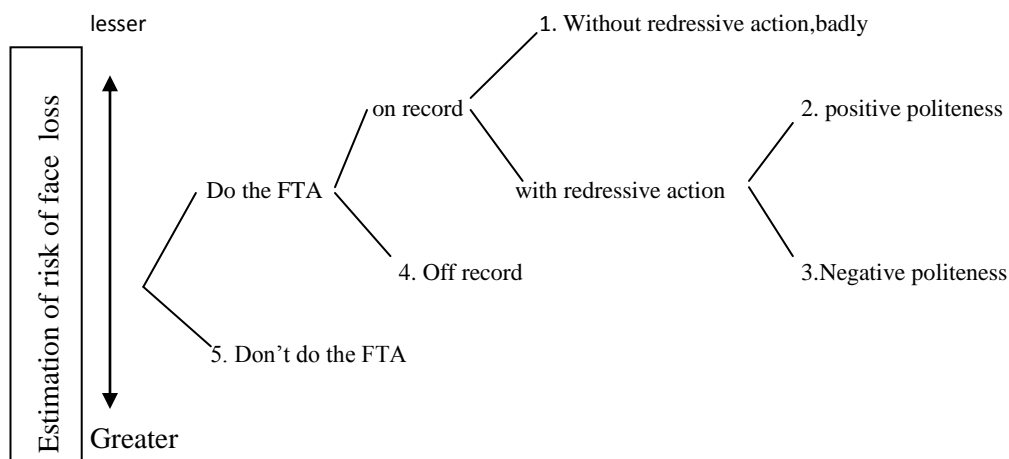 lesser
1. Without redressive action,badly
on record
2. positive politeness
Estimation of risk of face loss
Do the FTA
with redressive action
4. Off record
3.Negative politeness
5. Don't do the FTA
Greater